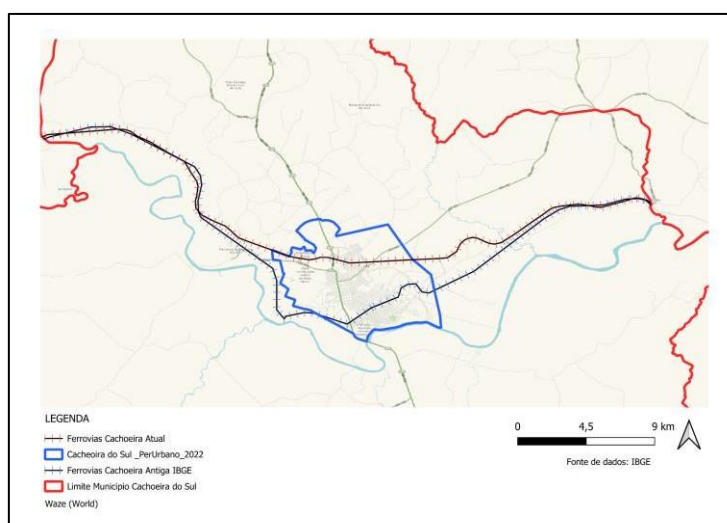 LEGENDA
Ferrovias Cachoeira Atual
Cacheoira do Sul _PerUrbano_2022
Ferrovias Cachoeira Antiga IBGE
Limite Município Cachoeira do Sul
Waze (World)
0 4,5 9 km
Fonte de dados: IBGE